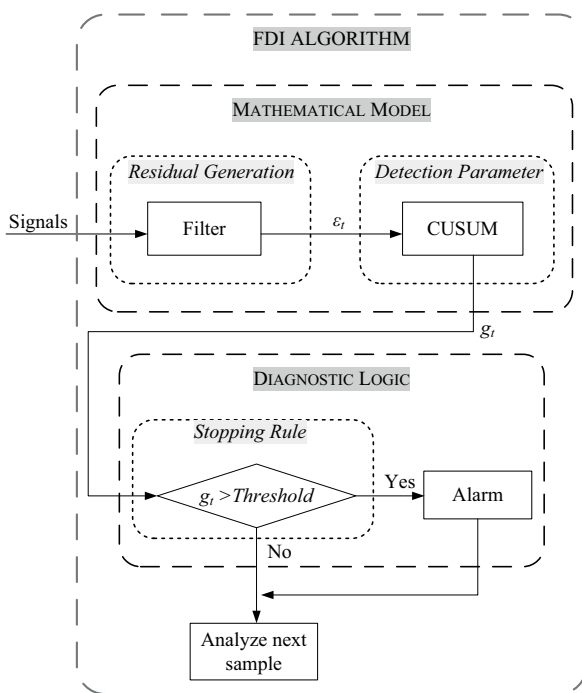 FDI ALGORITHM
MATHEMATICAL MODEL
Residual Generation
Detection Parameter
Signals
Filter
εt
CUSUM
gt
DIAGNOSTIC LOGIC
Stopping Rule
gt >Threshold
Yes
Alarm
No
Analyze next
sample